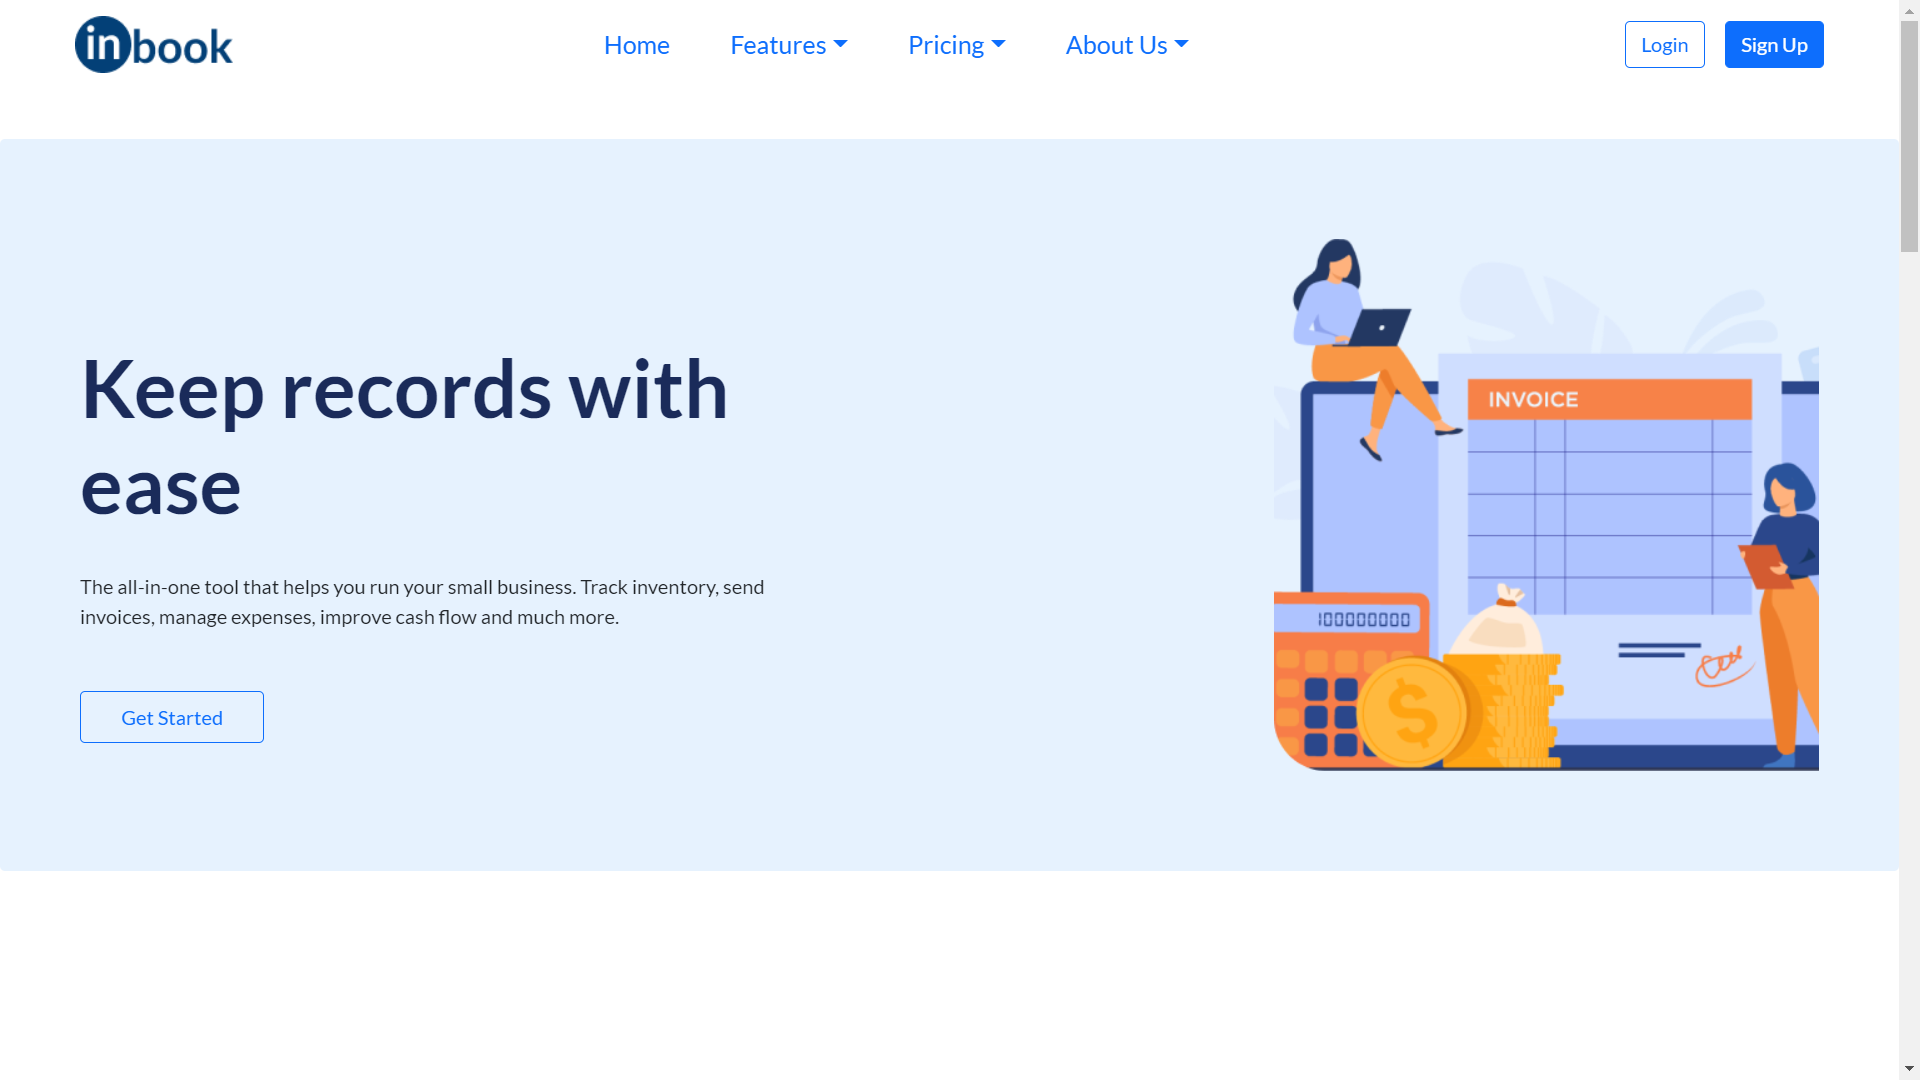 inbook
Home Features Pricing About Us Login Sign Up
Keep records with
ease
The all-in-one tool that helps you run your small business. Track inventory, send
invoices, manage expenses, improve cash flow and much more.
Get Started
INVOICE
100000000
$